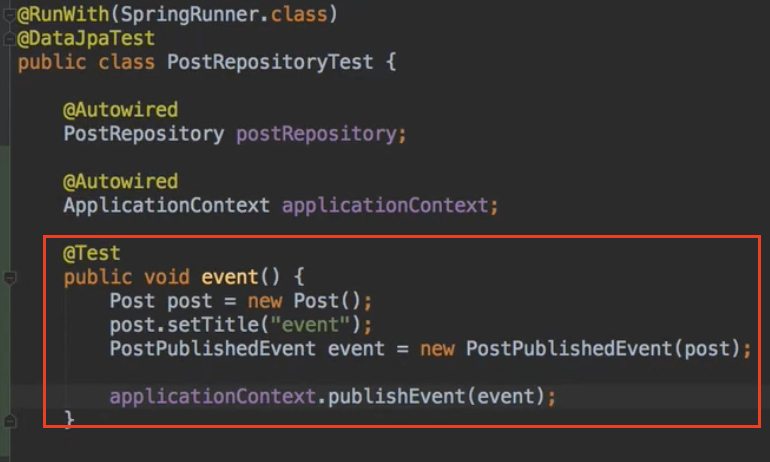 @RunWith(SpringRunner.class)
@DataJpaTest
public class PostRepositoryTest {
@Autowired
PostRepository postRepository;
@Autowired
ApplicationContext applicationContext;
@Test
public void event() {
Post post = new Post();
post.setTitle("event");
PostPublishedEvent event = new PostPublishedEvent(post);
applicationContext.publishEvent(event);
}